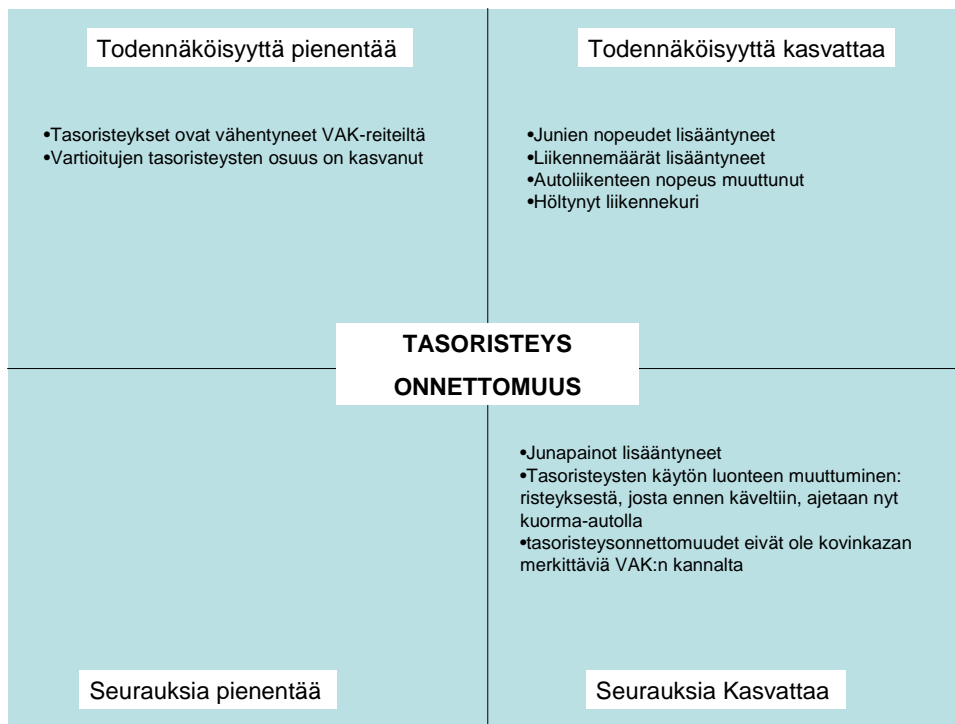 Todennäköisyyttä pienentää
•Tasoristeykset ovat vähentyneet VAK-reiteiltä
•Vartioitujen tasoristeysten osuus on kasvanut
Todennäköisyyttä kasvattaa
•Junien nopeudet lisääntyneet
•Liikennemäärät lisääntyneet
•Autoliikenteen nopeus muuttunut
•Höltynyt liikennekuri
TASORISTEYS
ONNETTOMUUS
•Junapainot lisääntyneet
•Tasoristeysten käytön luonteen muuttuminen:
risteyksestä, josta ennen käveltiin, ajetaan nyt
kuorma-autolla
•tasoristeysonnettomuudet eivät ole kovinkazan
merkittäviä VAK:n kannalta
Seurauksia pienentää
Seurauksia Kasvattaa